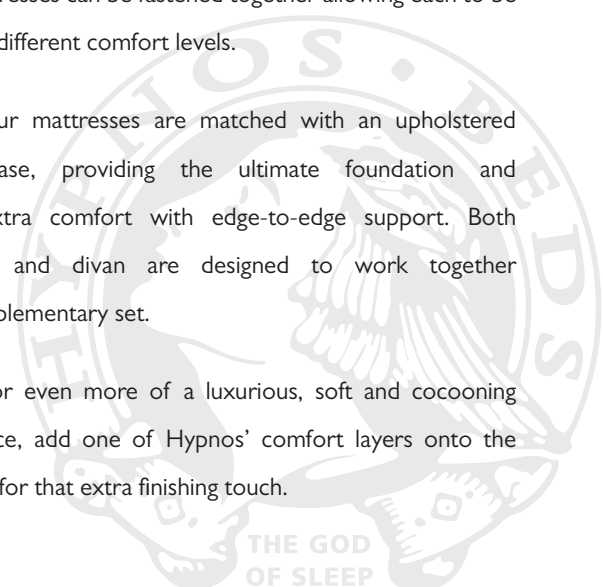 resses can be fastened together allowing each to be
different comfort levels.
ur mattresses are matched with an upholstered
ase, providing the ultimate foundation and
xtra comfort with edge-to-edge support. Both
and divan are designed to work together
plementary set.
or even more of a luxurious, soft and cocooning
ce, add one of Hypnos’ comfort layers onto the
for that extra finishing touch.
HYPNOS • BEDS
THE GOD
OF SLEEP